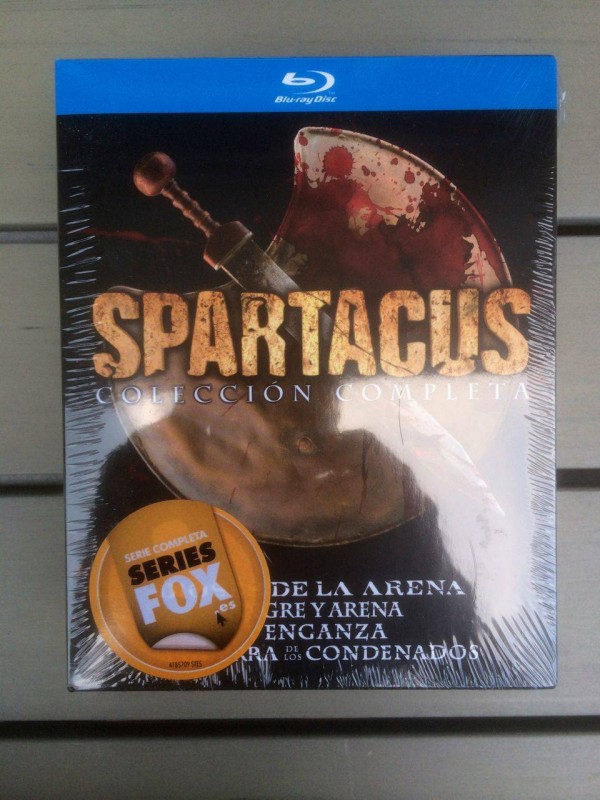 Blu-ray Disc
SPARTACUS
COLECCIÓN COMPLETA
DE LA ARENA
GRE Y ARENA
ENGANZA
RRA DE LOS CONDENADOS
SERIE COMPLETA
SERIES
FOX.es